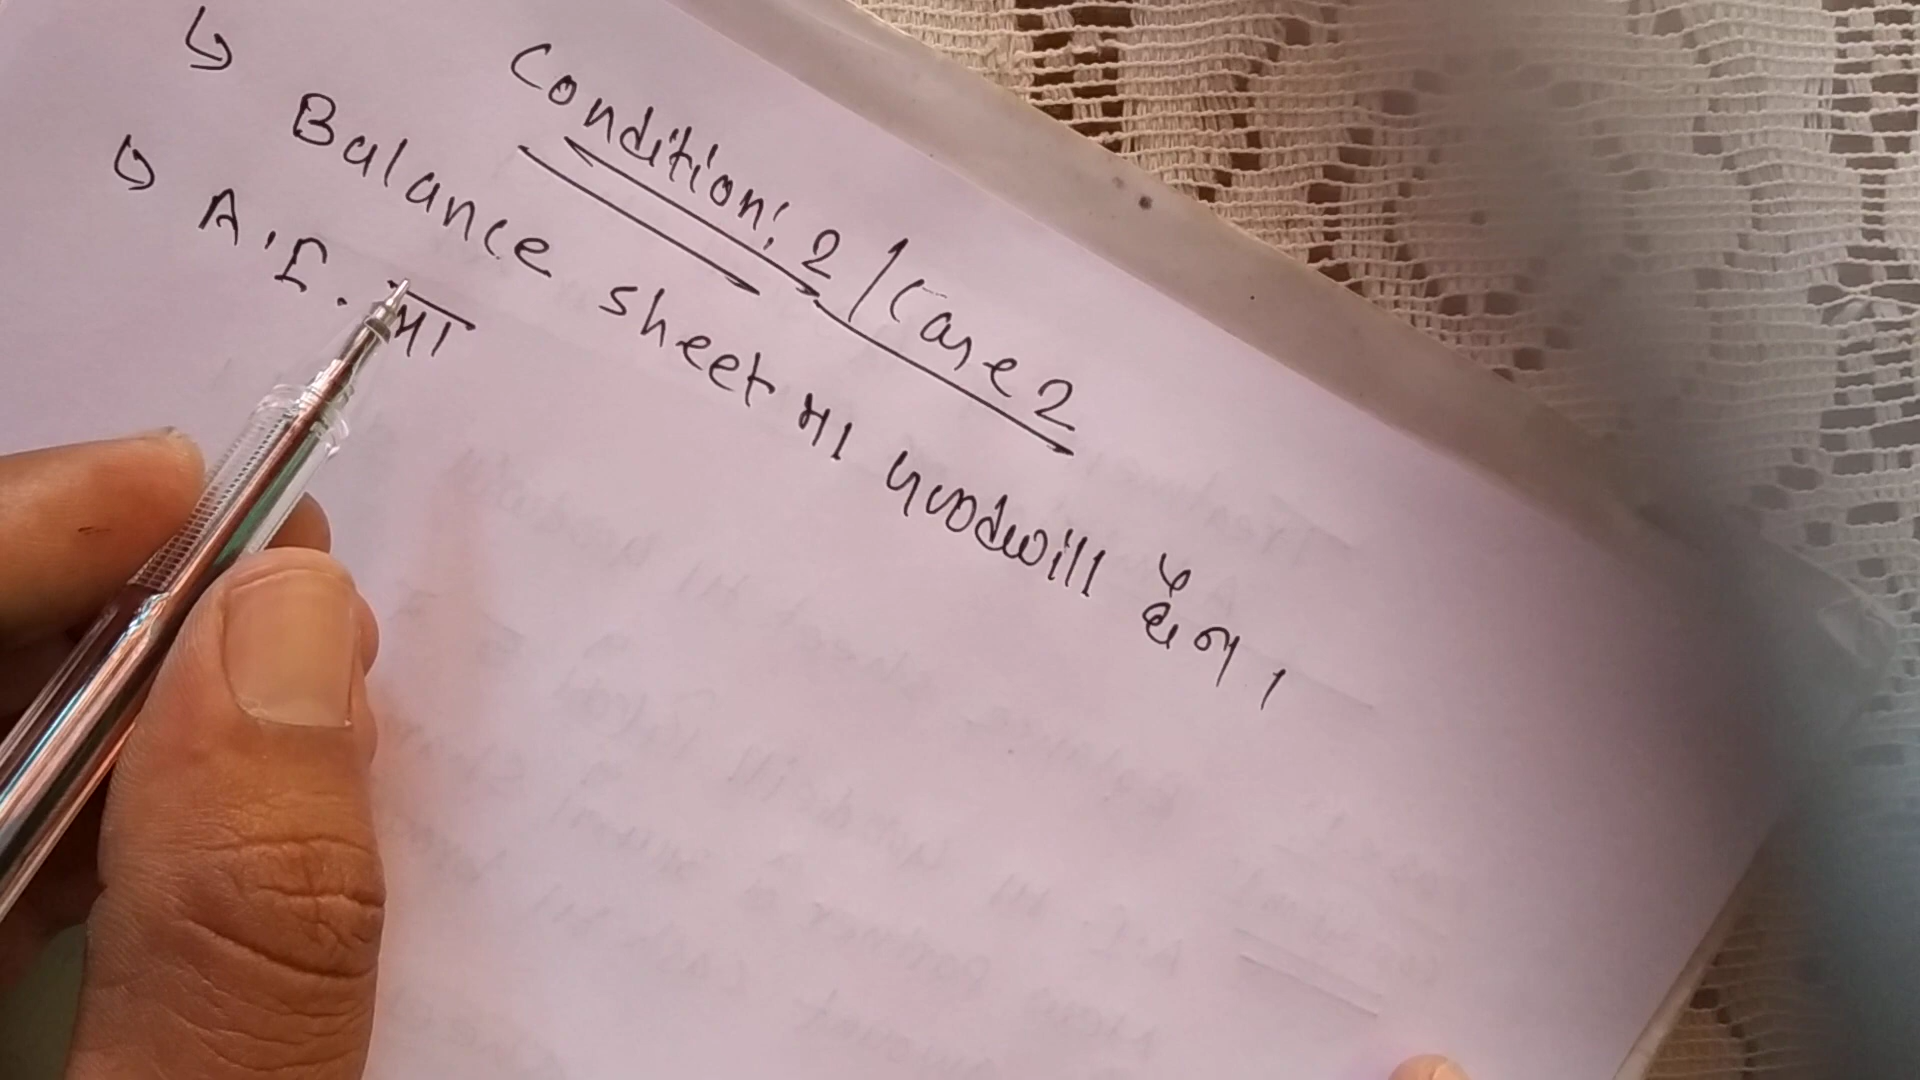 Condition: 2 / Case 2
↳ Balance sheet मा Goodwill छैन ।
↳ A.I. मा